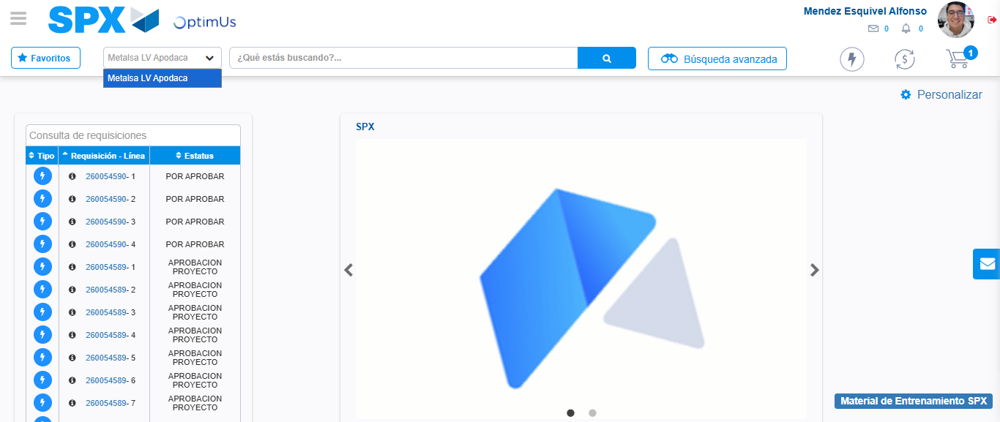 SPX
OptimUs
Mendez Esquivel Alfonso
0
0
Favoritos
Metalsa LV Apodaca
¿Qué estás buscando?...
Búsqueda avanzada
$
1
Metalsa LV Apodaca
Personalizar
SPX
Consulta de requisiciones
Tipo Requisición - Línea Estatus
260054590- 1 POR APROBAR
260054590- 2 POR APROBAR
260054590- 3 POR APROBAR
260054590- 4 POR APROBAR
260054589- 1 APROBACION
PROYECTO
260054589- 2 APROBACION
PROYECTO
260054589- 3 APROBACION
PROYECTO
260054589- 4 APROBACION
PROYECTO
260054589- 5 APROBACION
PROYECTO
260054589- 6 APROBACION
PROYECTO
260054589- 7 APROBACION
PROYECTO
Material de Entrenamiento SPX